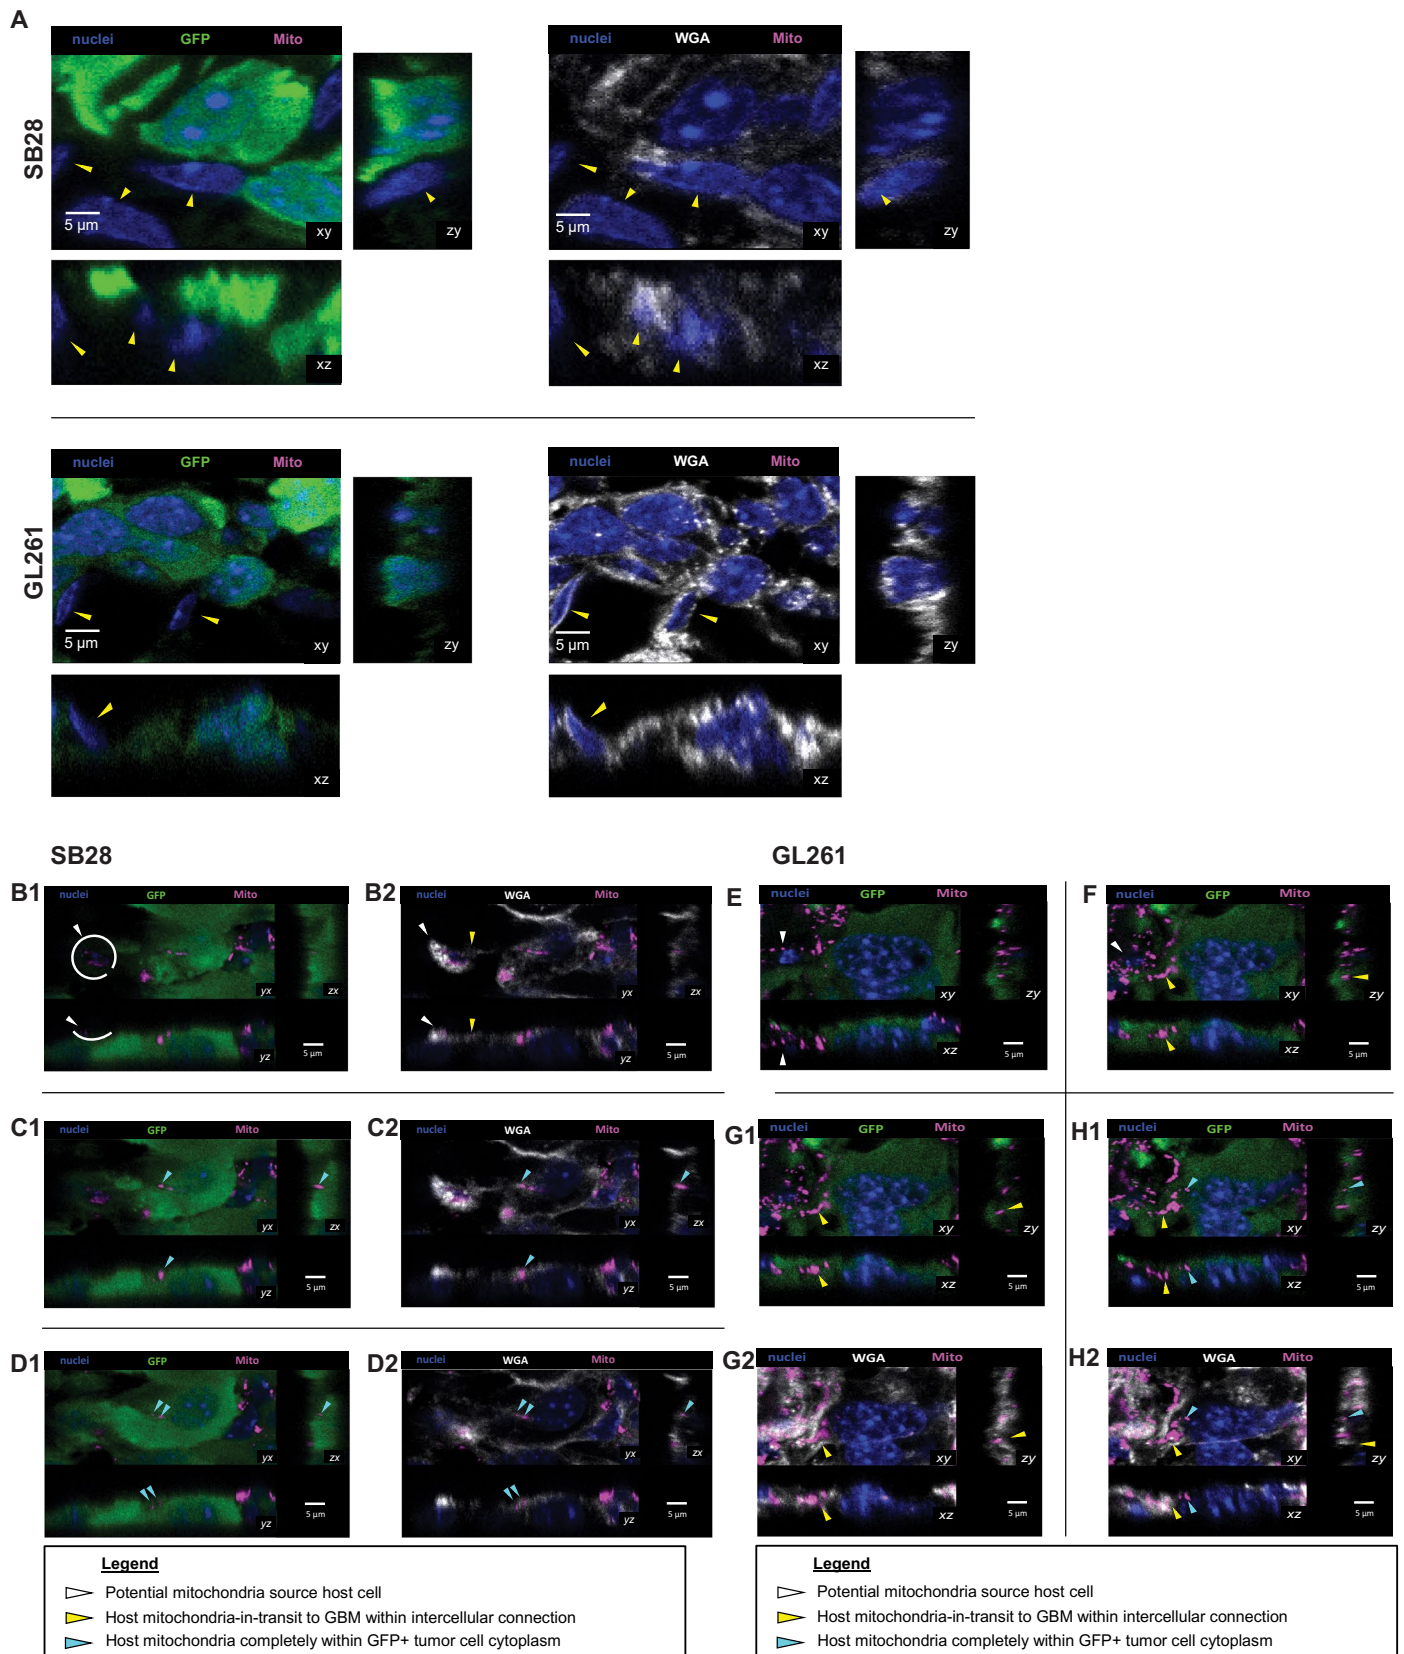 A
nuclei GFP Mito
nuclei WGA Mito
SB28
5 µm
xy
zy
5 µm
xy
zy
xz
xz
nuclei GFP Mito
nuclei WGA Mito
GL261
5 µm
xy
zy
5 µm
xy
zy
xz
xz
SB28
GL261
B1
nuclei GFP Mito
yx
zx
yz
5 µm
B2
nuclei WGA Mito
yx
zx
yz
5 µm
E
nuclei GFP Mito
xy
zy
xz
5 µm
F
nuclei GFP Mito
xy
zy
xz
5 µm
C1
nuclei GFP Mito
yx
zx
yz
5 µm
C2
nuclei WGA Mito
yx
zx
yz
5 µm
G1
nuclei GFP Mito
xy
zy
xz
5 µm
H1
nuclei GFP Mito
xy
zy
xz
5 µm
D1
nuclei GFP Mito
yx
zx
yz
5 µm
D2
nuclei WGA Mito
yx
zx
yz
5 µm
G2
nuclei WGA Mito
xy
zy
xz
5 µm
H2
nuclei WGA Mito
xy
zy
xz
5 µm
Legend
Potential mitochondria source host cell
Host mitochondria-in-transit to GBM within intercellular connection
Host mitochondria completely within GFP+ tumor cell cytoplasm
Legend
Potential mitochondria source host cell
Host mitochondria-in-transit to GBM within intercellular connection
Host mitochondria completely within GFP+ tumor cell cytoplasm